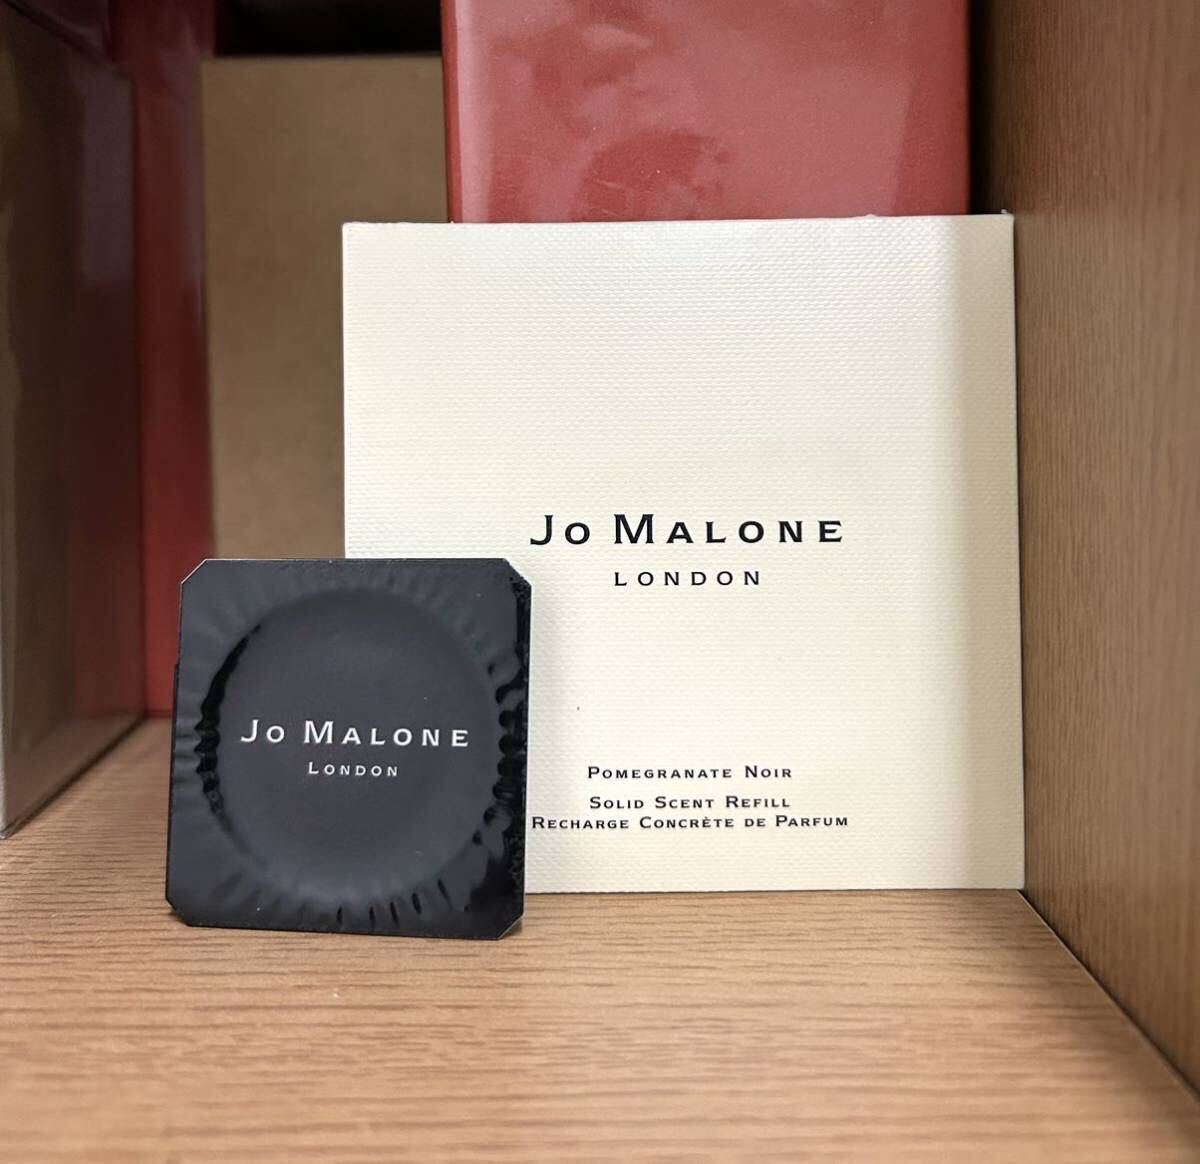 Jo Malone
London
Pomegranate Noir
Solid Scent Refill
Recharge Concrète de Parfum
Jo Malone
London